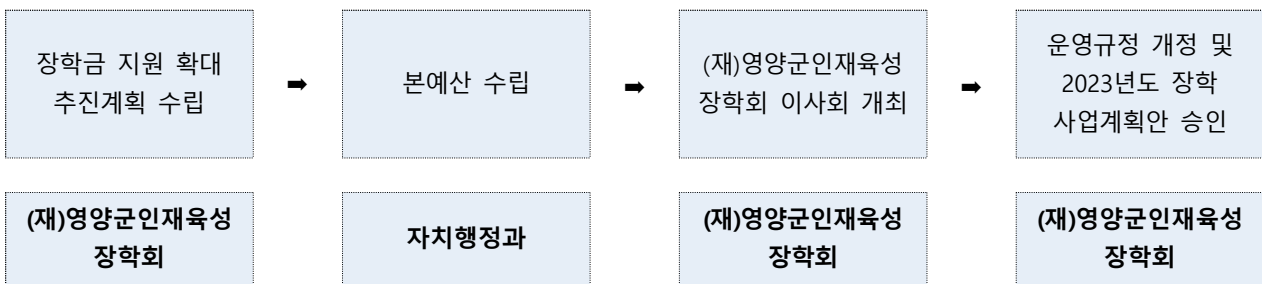 장학금 지원 확대
추진계획 수립
➡
본예산 수립
➡
(재)영양군인재육성
장학회 이사회 개최
➡
운영규정 개정 및
2023년도 장학
사업계획안 승인
(재)영양군인재육성
장학회
자치행정과
(재)영양군인재육성
장학회
(재)영양군인재육성
장학회